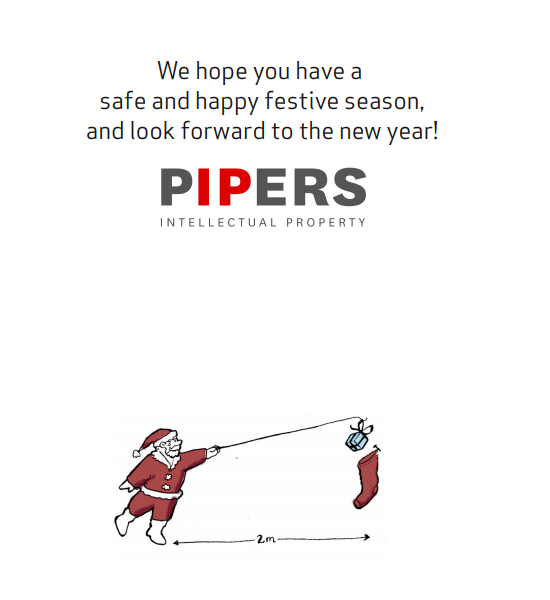 We hope you have a
safe and happy festive season,
and look forward to the new year!
PIPERS
INTELLECTUAL PROPERTY
2m